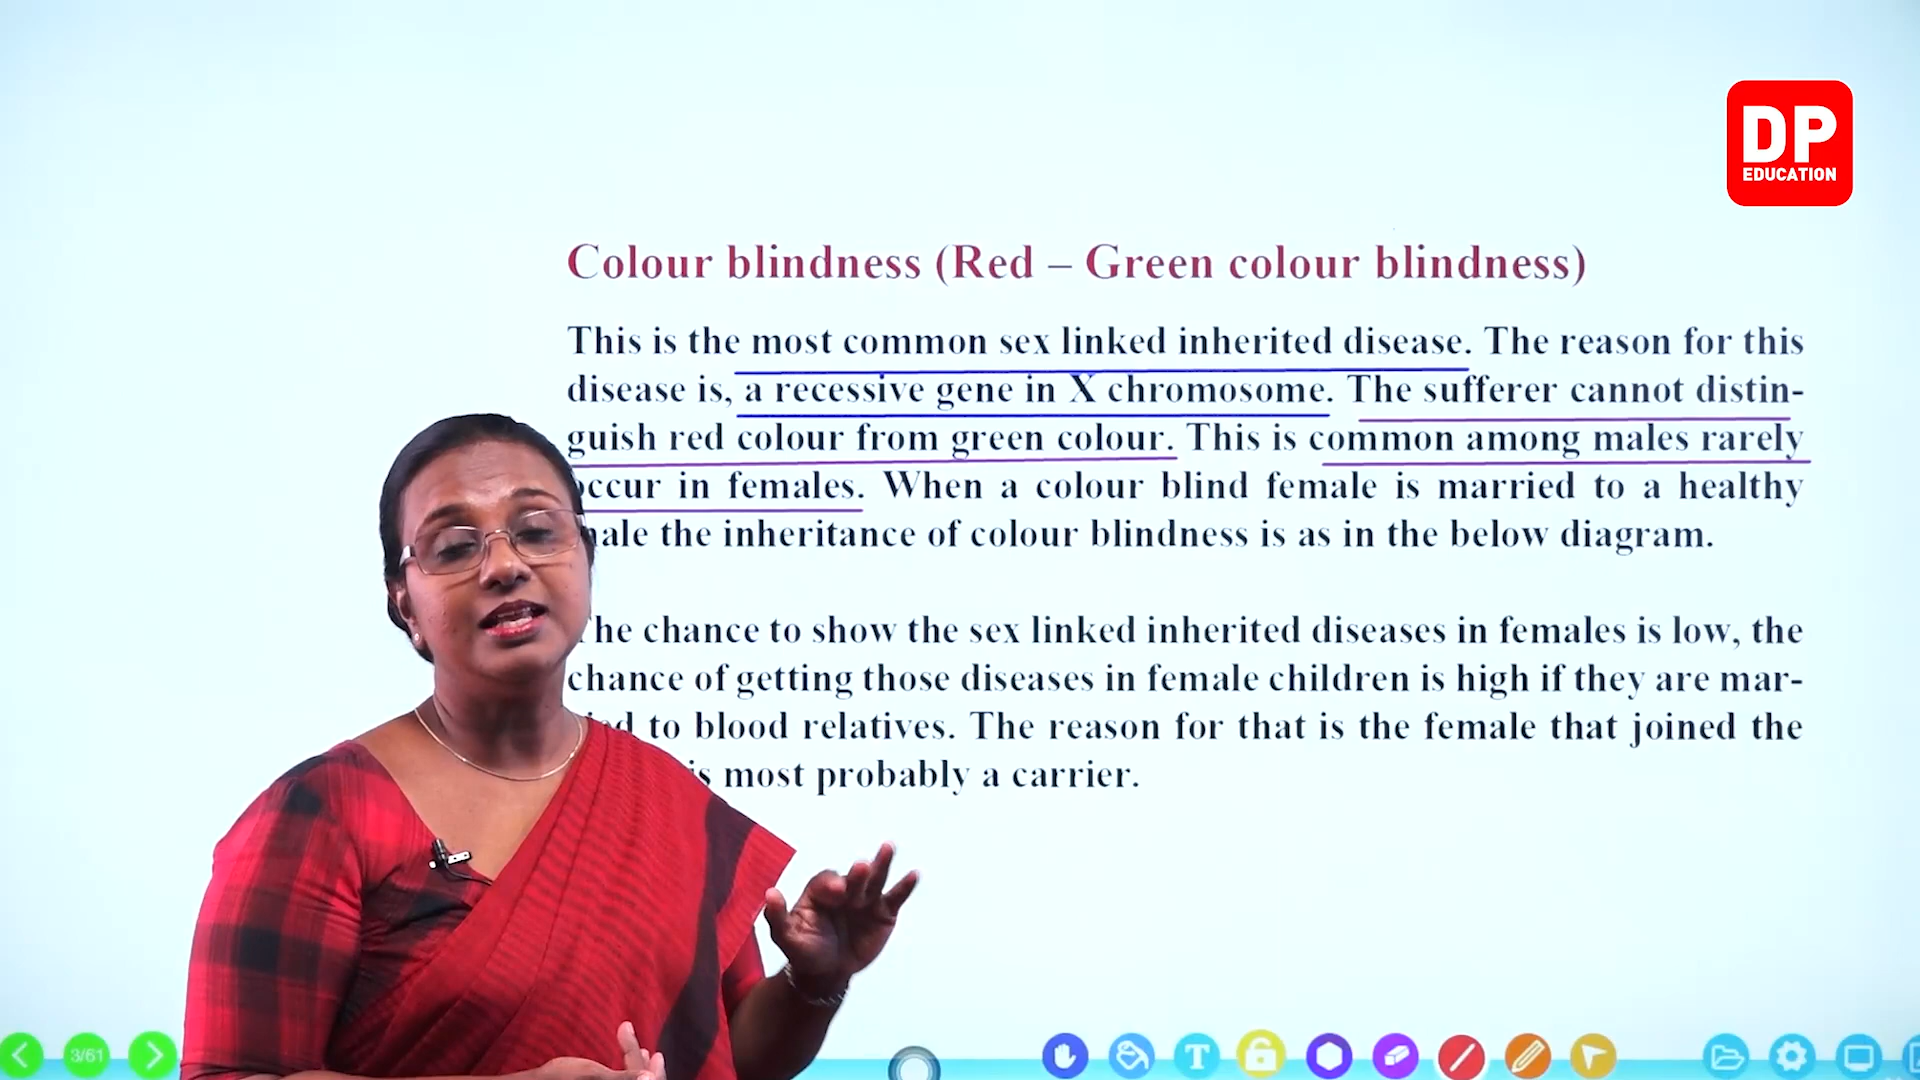 DP
EDUCATION
Colour blindness (Red – Green colour blindness)
This is the most common sex linked inherited disease. The reason for this
disease is, a recessive gene in X chromosome. The sufferer cannot distin-
guish red colour from green colour. This is common among males rarely
occur in females. When a colour blind female is married to a healthy
male the inheritance of colour blindness is as in the below diagram.
The chance to show the sex linked inherited diseases in females is low, the
chance of getting those diseases in female children is high if they are mar-
ried to blood relatives. The reason for that is the female that joined the
is most probably a carrier.
3/61
T